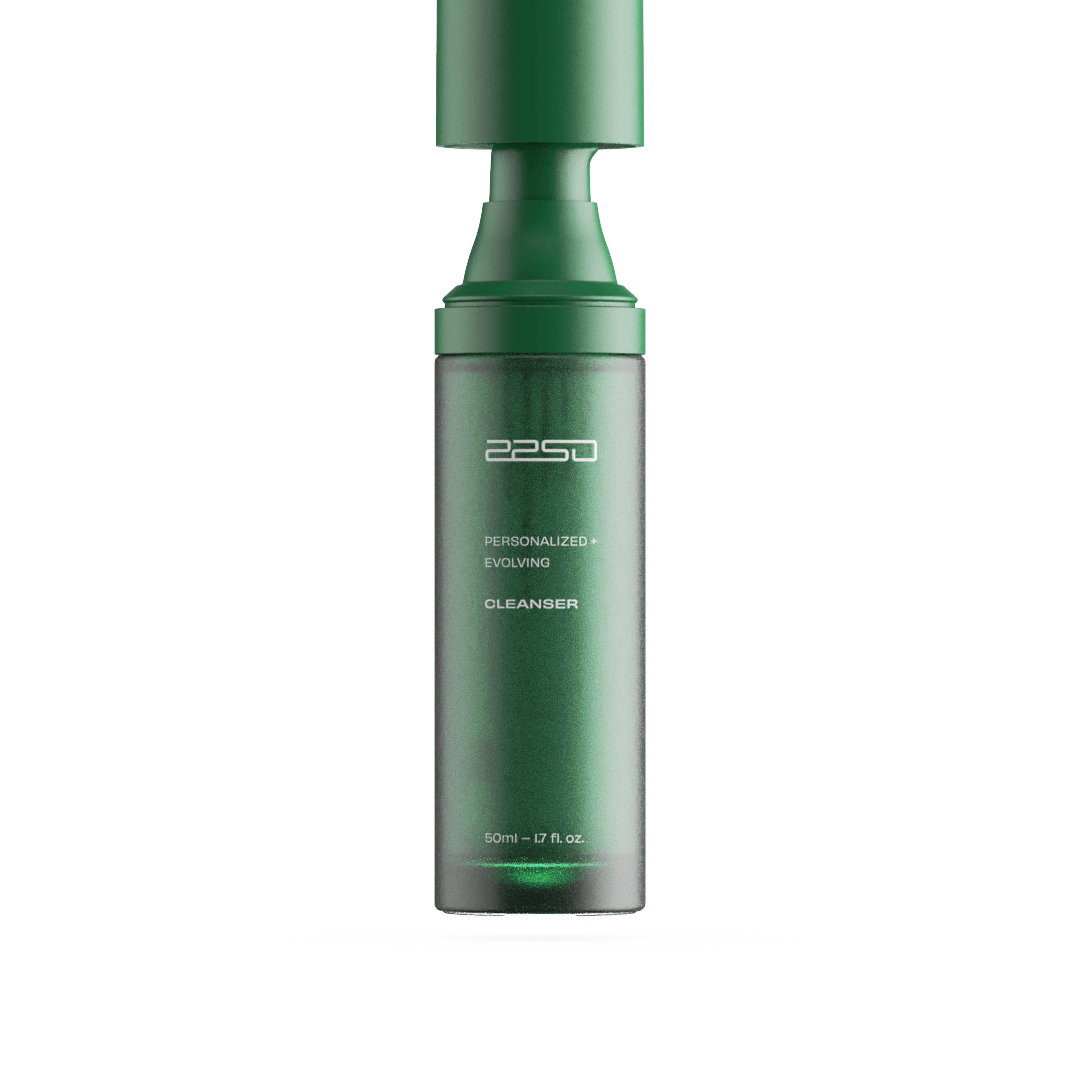 2250
PERSONALIZED +
EVOLVING
CLEANSER
50ml – 1.7 fl. oz.